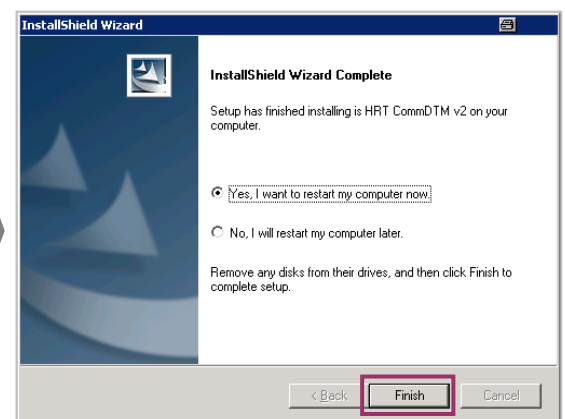 InstallShield Wizard
InstallShield Wizard Complete
Setup has finished installing is HRT CommDTM v2 on your
computer.
Yes, I want to restart my computer now.
No, I will restart my computer later.
Remove any disks from their drives, and then click Finish to
complete setup.
< Back Finish Cancel